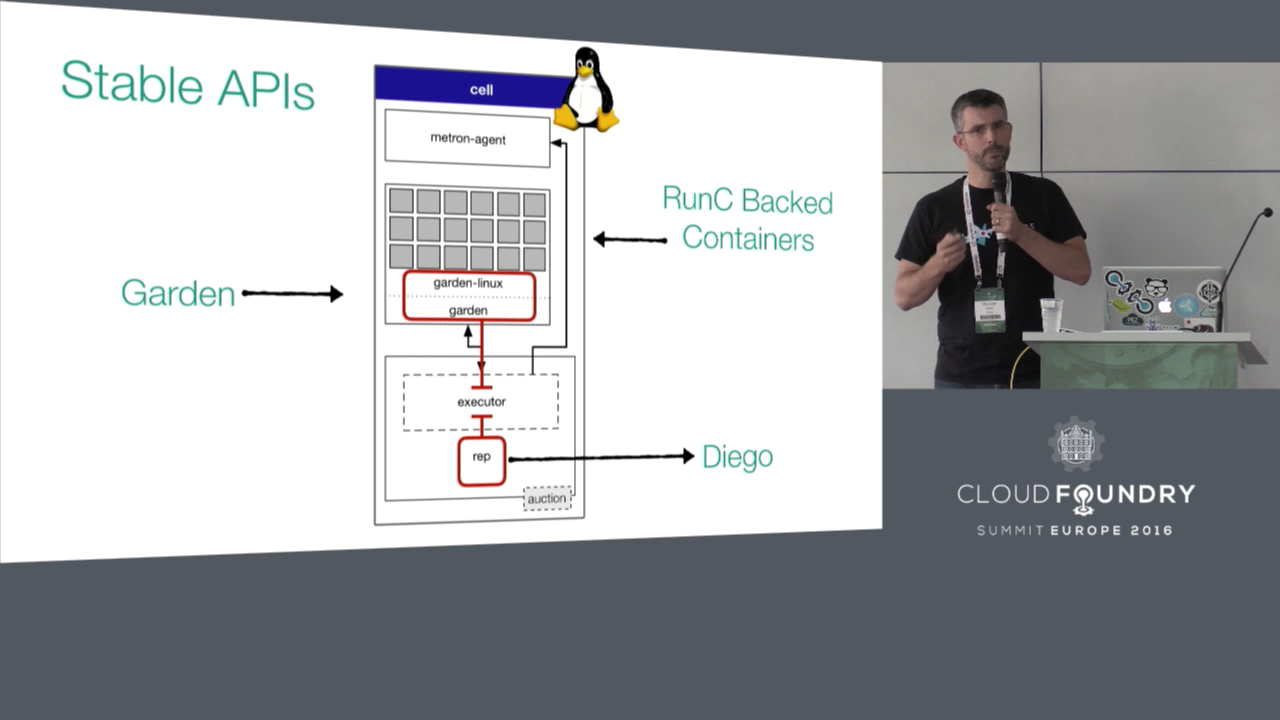 Stable APIs
cell
metron-agent
RunC Backed
Containers
Garden
garden-linux
garden
executor
rep
Diego
auction
CLOUD FOUNDRY
SUMMIT EUROPE 2016